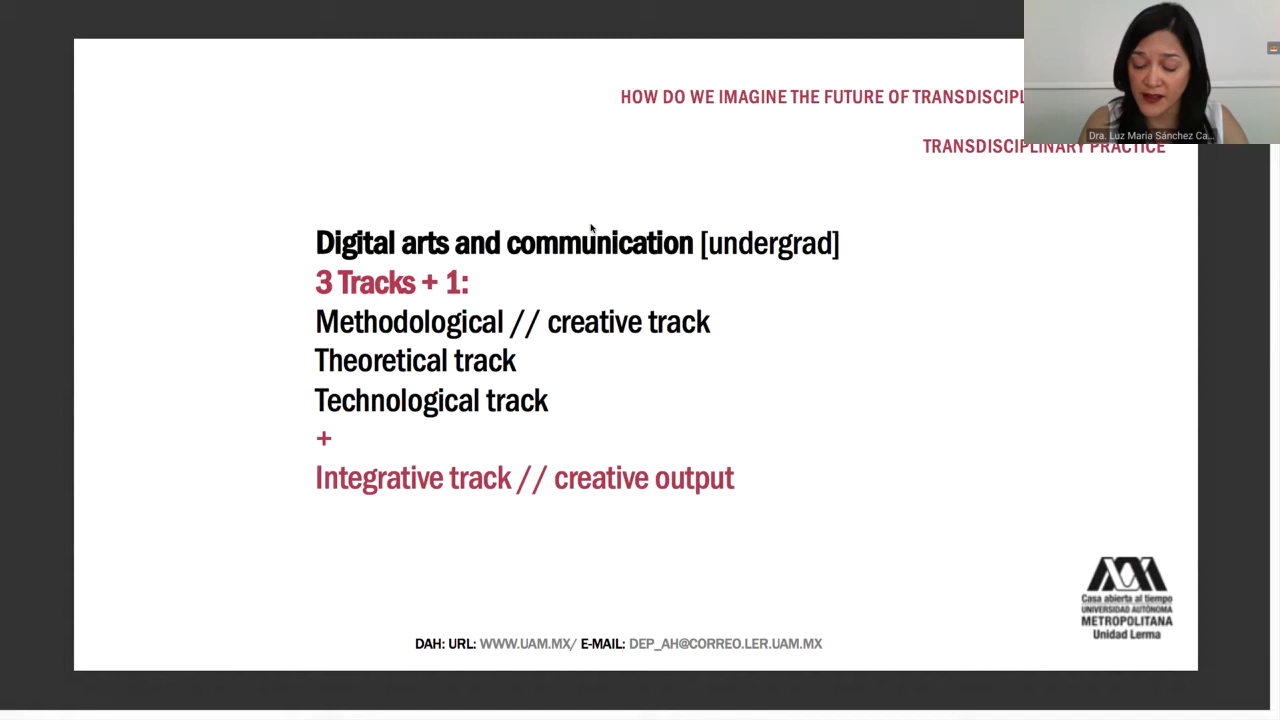 HOW DO WE IMAGINE THE FUTURE OF
TRANSDISCIPLINARY PRACTICE
Dra. Luz María Sánchez Ca...
Digital arts and communication [undergrad]
3 Tracks + 1:
Methodological // creative track
Theoretical track
Technological track
+
Integrative track // creative output
Casa abierta al tiempo
UNIVERSIDAD AUTÓNOMA
METROPOLITANA
Unidad Lerma
DAH: URL: WWW.UAM.MX/ E-MAIL: DEP_AH@CORREO.LER.UAM.MX